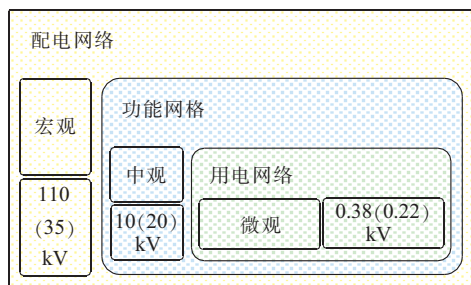 配电网络
宏观
110
(35)
kV
功能网格
中观
10(20)
kV
用电网络
微观
0.38(0.22)
kV